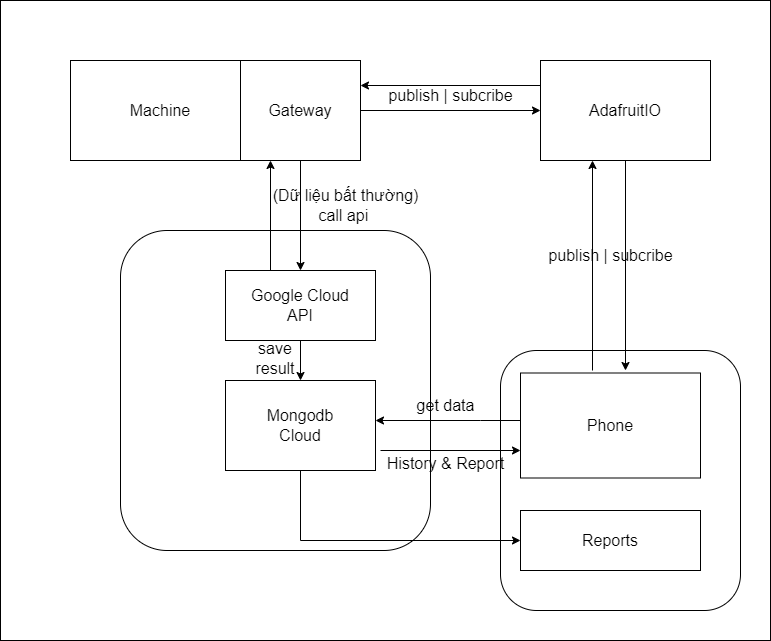 Machine
Gateway
publish | subcribe
AdafruitIO
(Dữ liệu bất thường)
call api
publish | subcribe
Google Cloud
API
save
result
Mongodb
Cloud
get data
History & Report
Phone
Reports